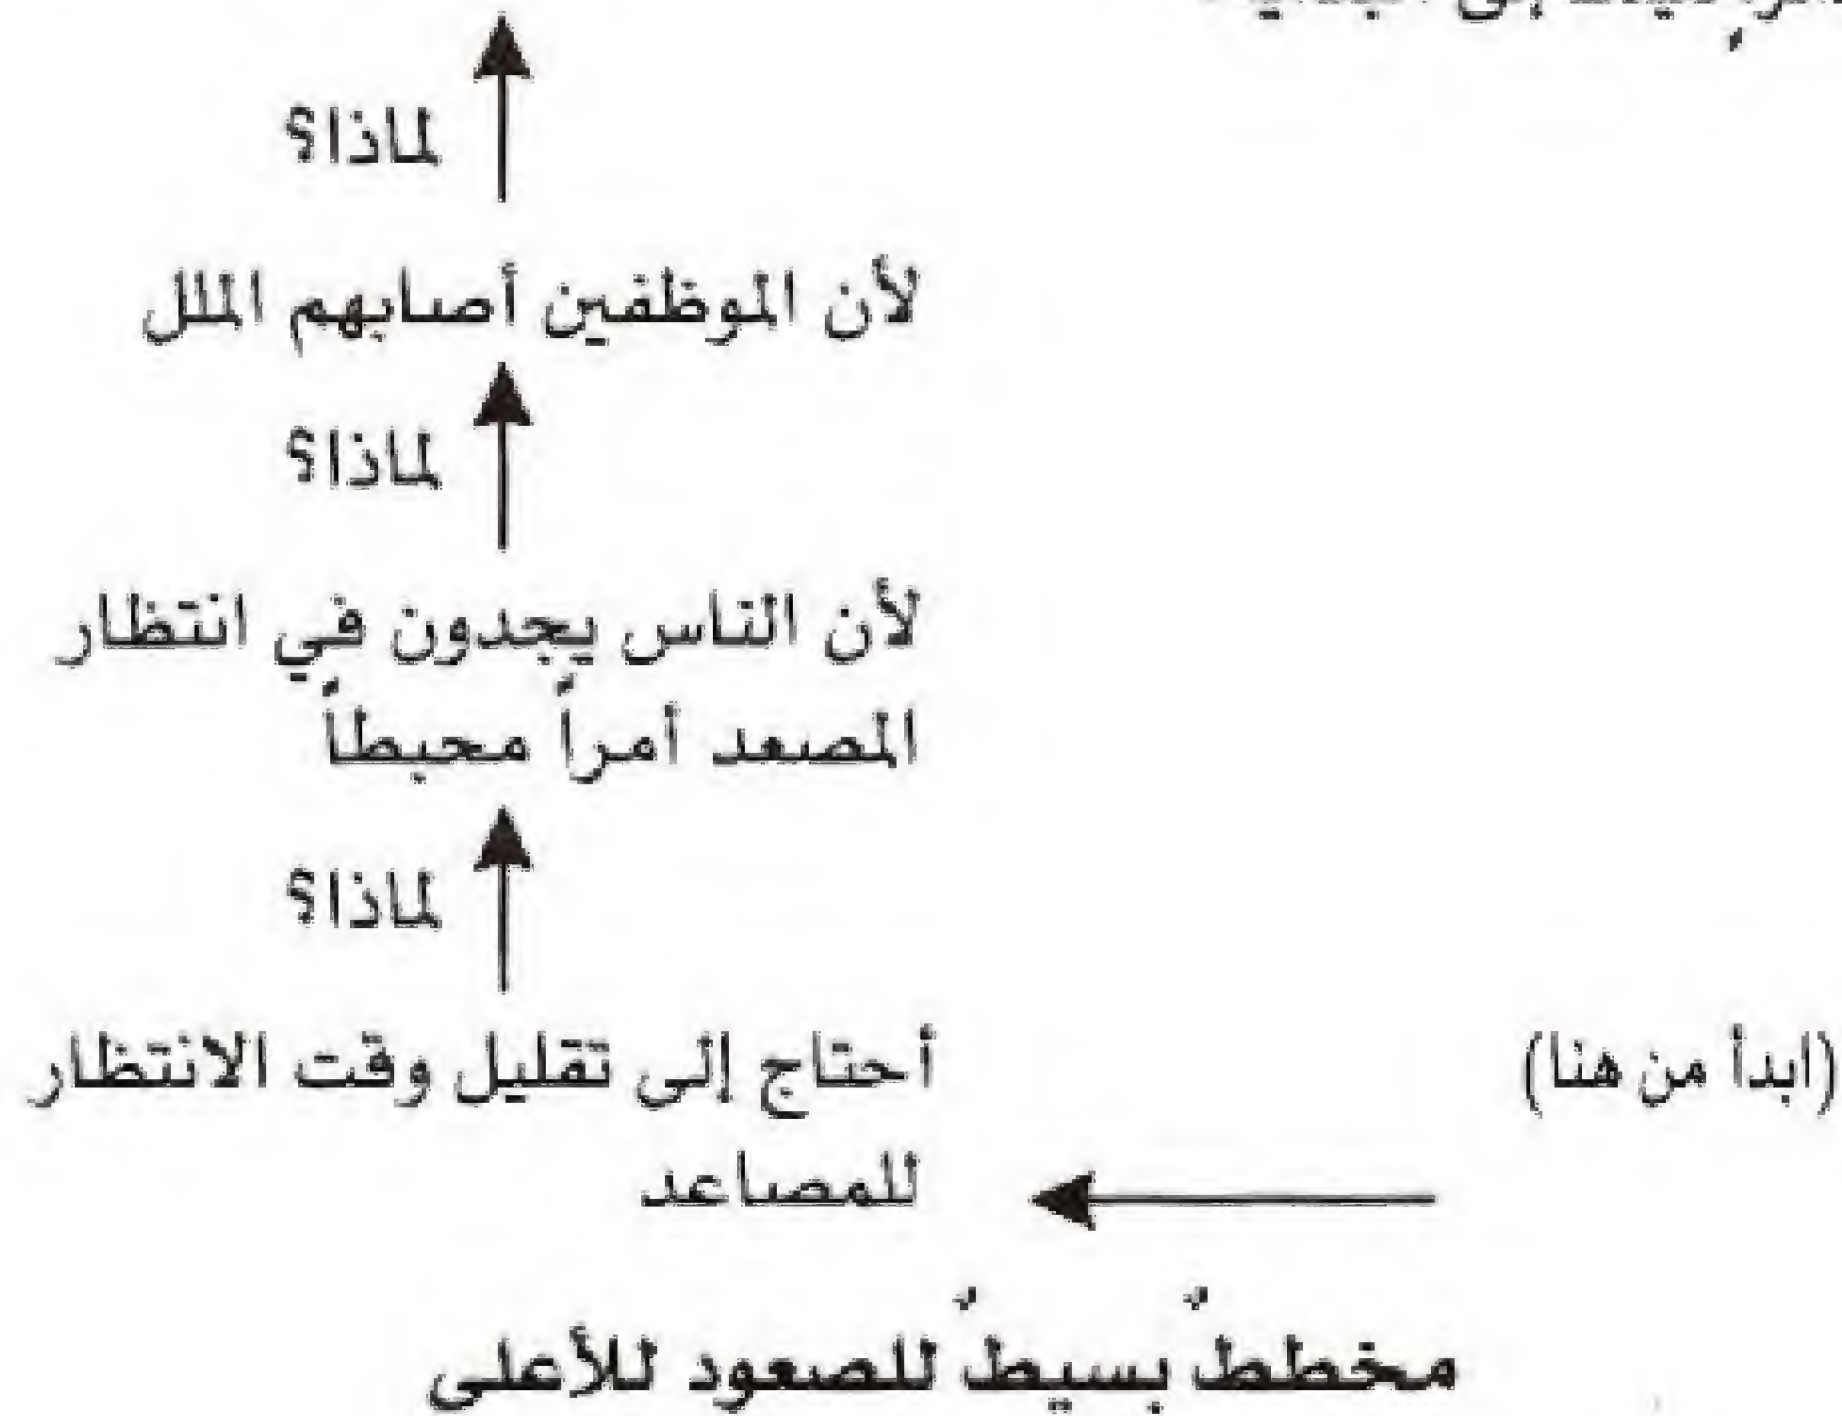 لماذا؟
لأن الموظفين أصابهم الملل
لماذا؟
لأن الناس يجدون في انتظار
المصعد أمراً محبطاً
لماذا؟
أحتاج إلى تقليل وقت الانتظار
للمصاعد
(ابدأ من هنا)
مخططٌ بسيطٌ للصعود للأعلى